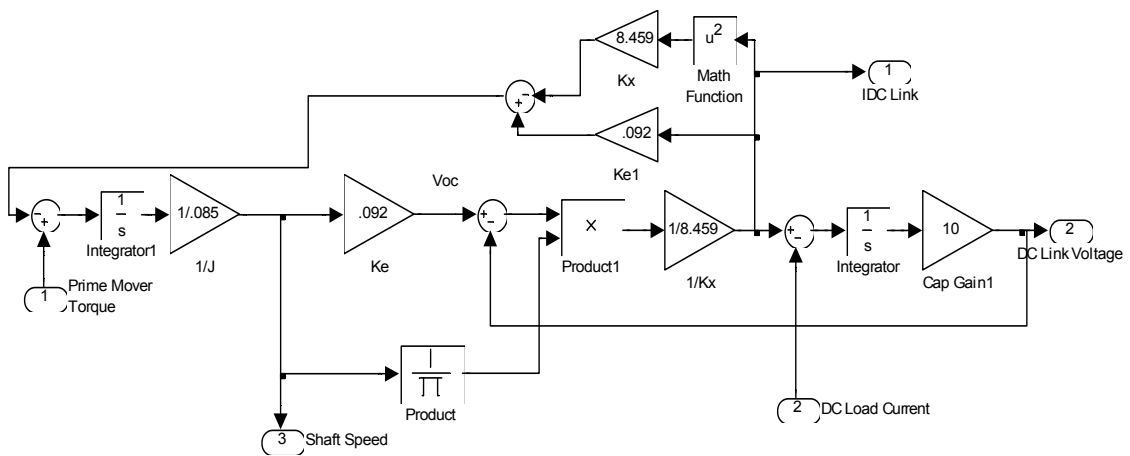 8.459
u²
Kx
Math
Function
1
IDC Link
.092
Ke1
Voc
1
s
Integrator1
1/.085
1/J
.092
Ke
X
Product1
1/8.459
1/Kx
1
s
Integrator
10
Cap Gain1
2
DC Link Voltage
1
Prime Mover
Torque
Product
2
DC Load Current
3
Shaft Speed